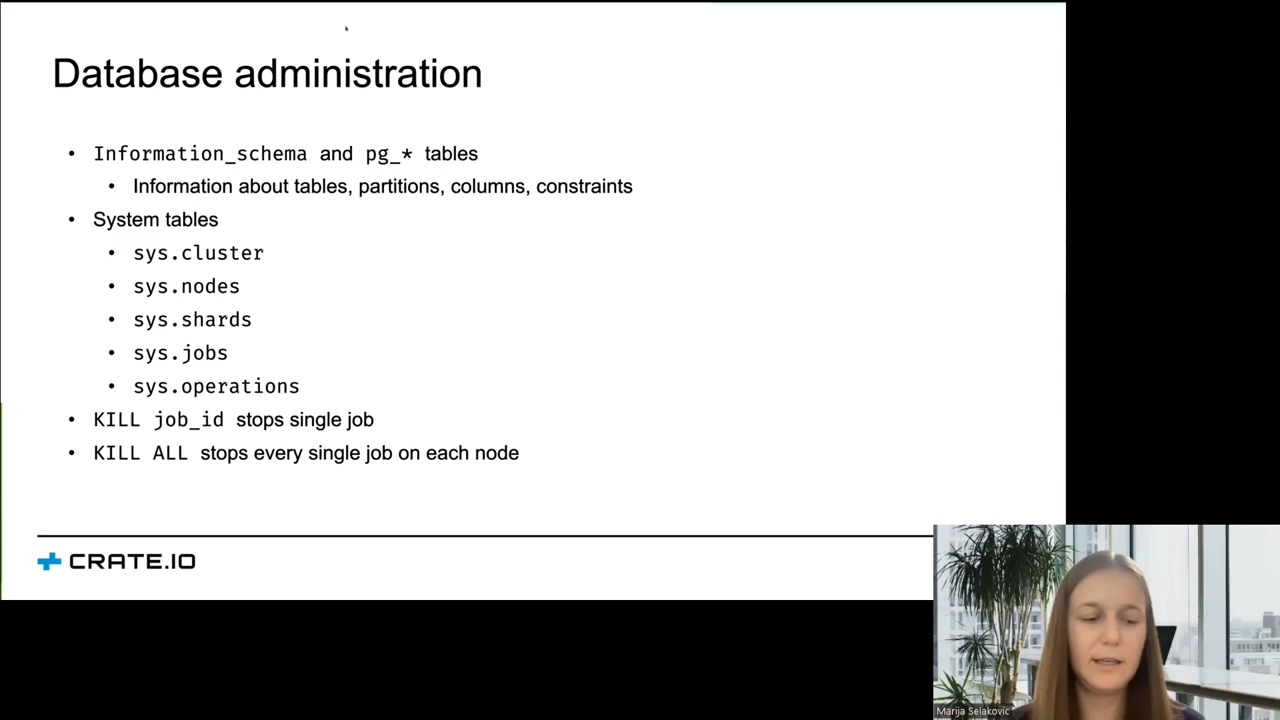 Database administration
• Information_schema and pg_* tables
• Information about tables, partitions, columns, constraints
• System tables
• sys.cluster
• sys.nodes
• sys.shards
• sys.jobs
• sys.operations
• KILL job_id stops single job
• KILL ALL stops every single job on each node
CRATE.IO
Marija Selakovic